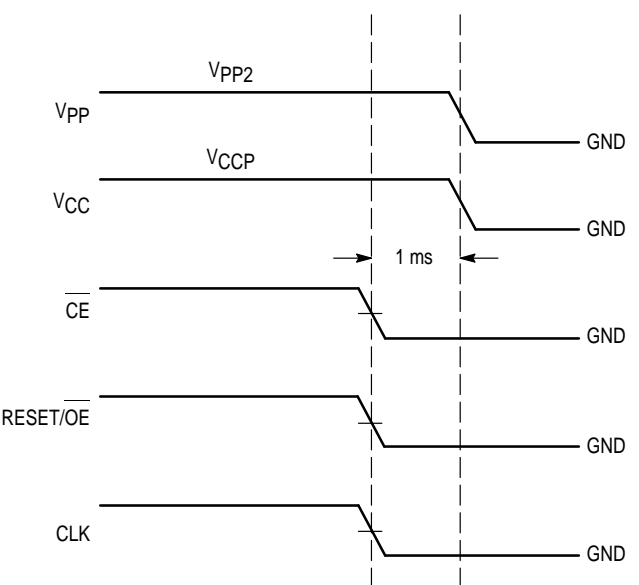 VPP2
VPP
GND
VCCP
VCC
GND
1 ms
CE
GND
RESET/OE
GND
CLK
GND